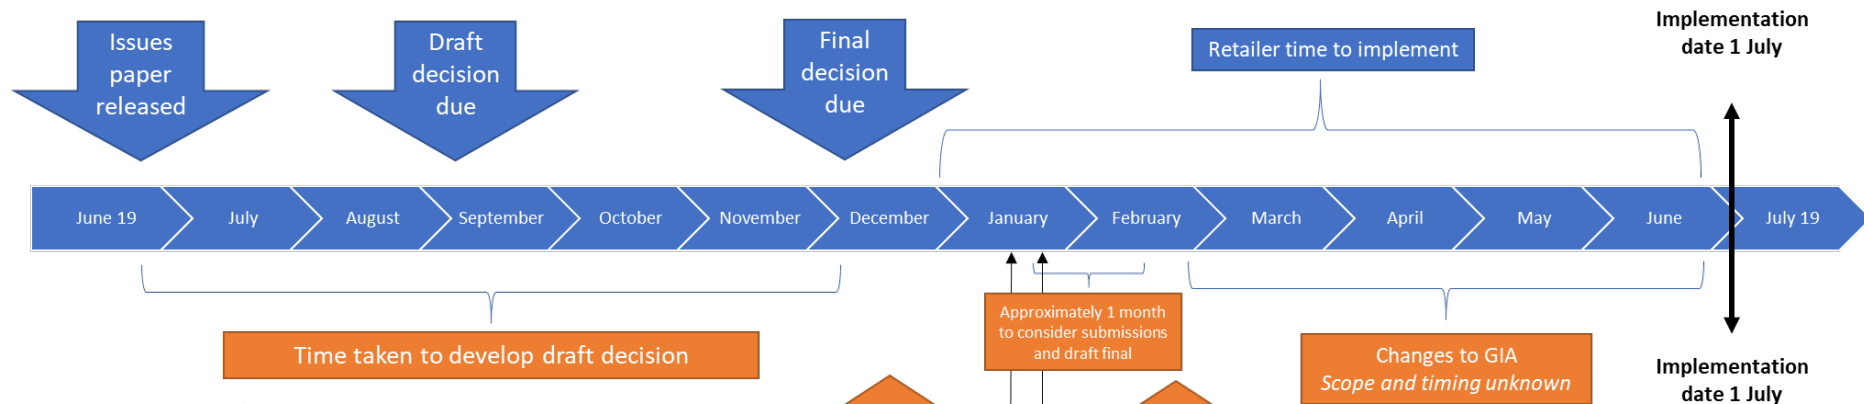 Issues
paper
released
Draft
decision
due
Final
decision
due
Retailer time to implement
Implementation
date 1 July
June 19
July
August
September
October
November
December
January
February
March
April
May
June
July 19
Time taken to develop draft decision
Approximately 1 month
to consider submissions
and draft final
Changes to GIA
Scope and timing unknown
Implementation
date 1 July